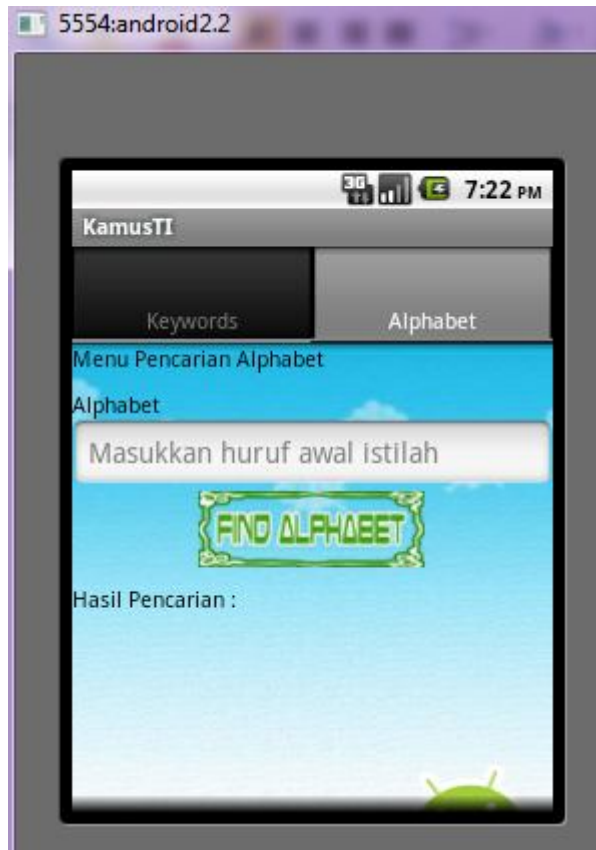 5554:android2.2
3G 7:22 PM
KamusTI
Keywords Alphabet
Menu Pencarian Alphabet
Alphabet
Masukkan huruf awal istilah
FIND ALPHABET
Hasil Pencarian :